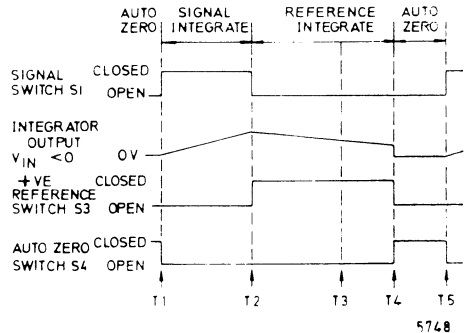 AUTO ZERO
SIGNAL INTEGRATE
REFERENCE INTEGRATE
AUTO ZERO
SIGNAL SWITCH S1
CLOSED
OPEN
INTEGRATOR OUTPUT
VIN <0
0V
+VE REFERENCE SWITCH S3
CLOSED
OPEN
AUTO ZERO SWITCH S4
CLOSED
OPEN
T1 T2 T3 T4 T5
5748